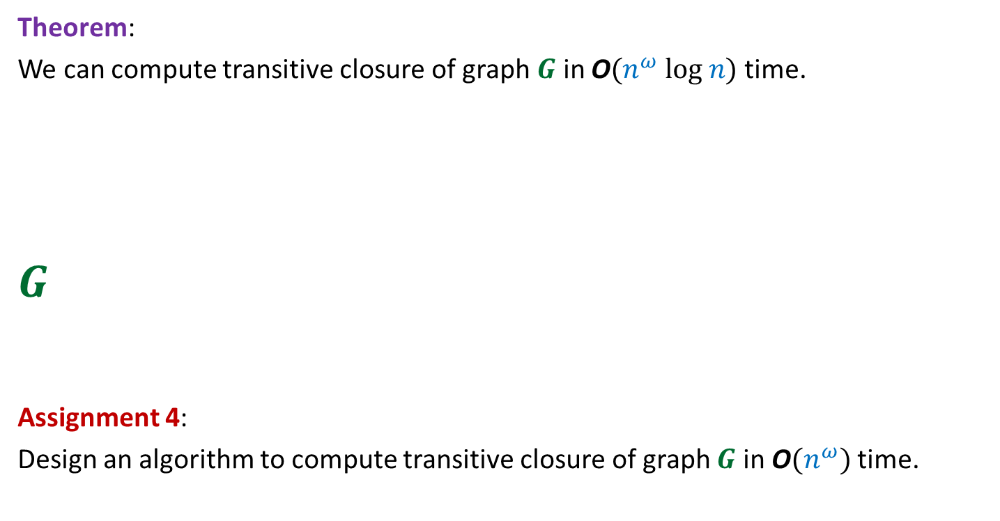 Theorem:
We can compute transitive closure of graph G in O(n^ω log n) time.
G
Assignment 4:
Design an algorithm to compute transitive closure of graph G in O(n^ω) time.